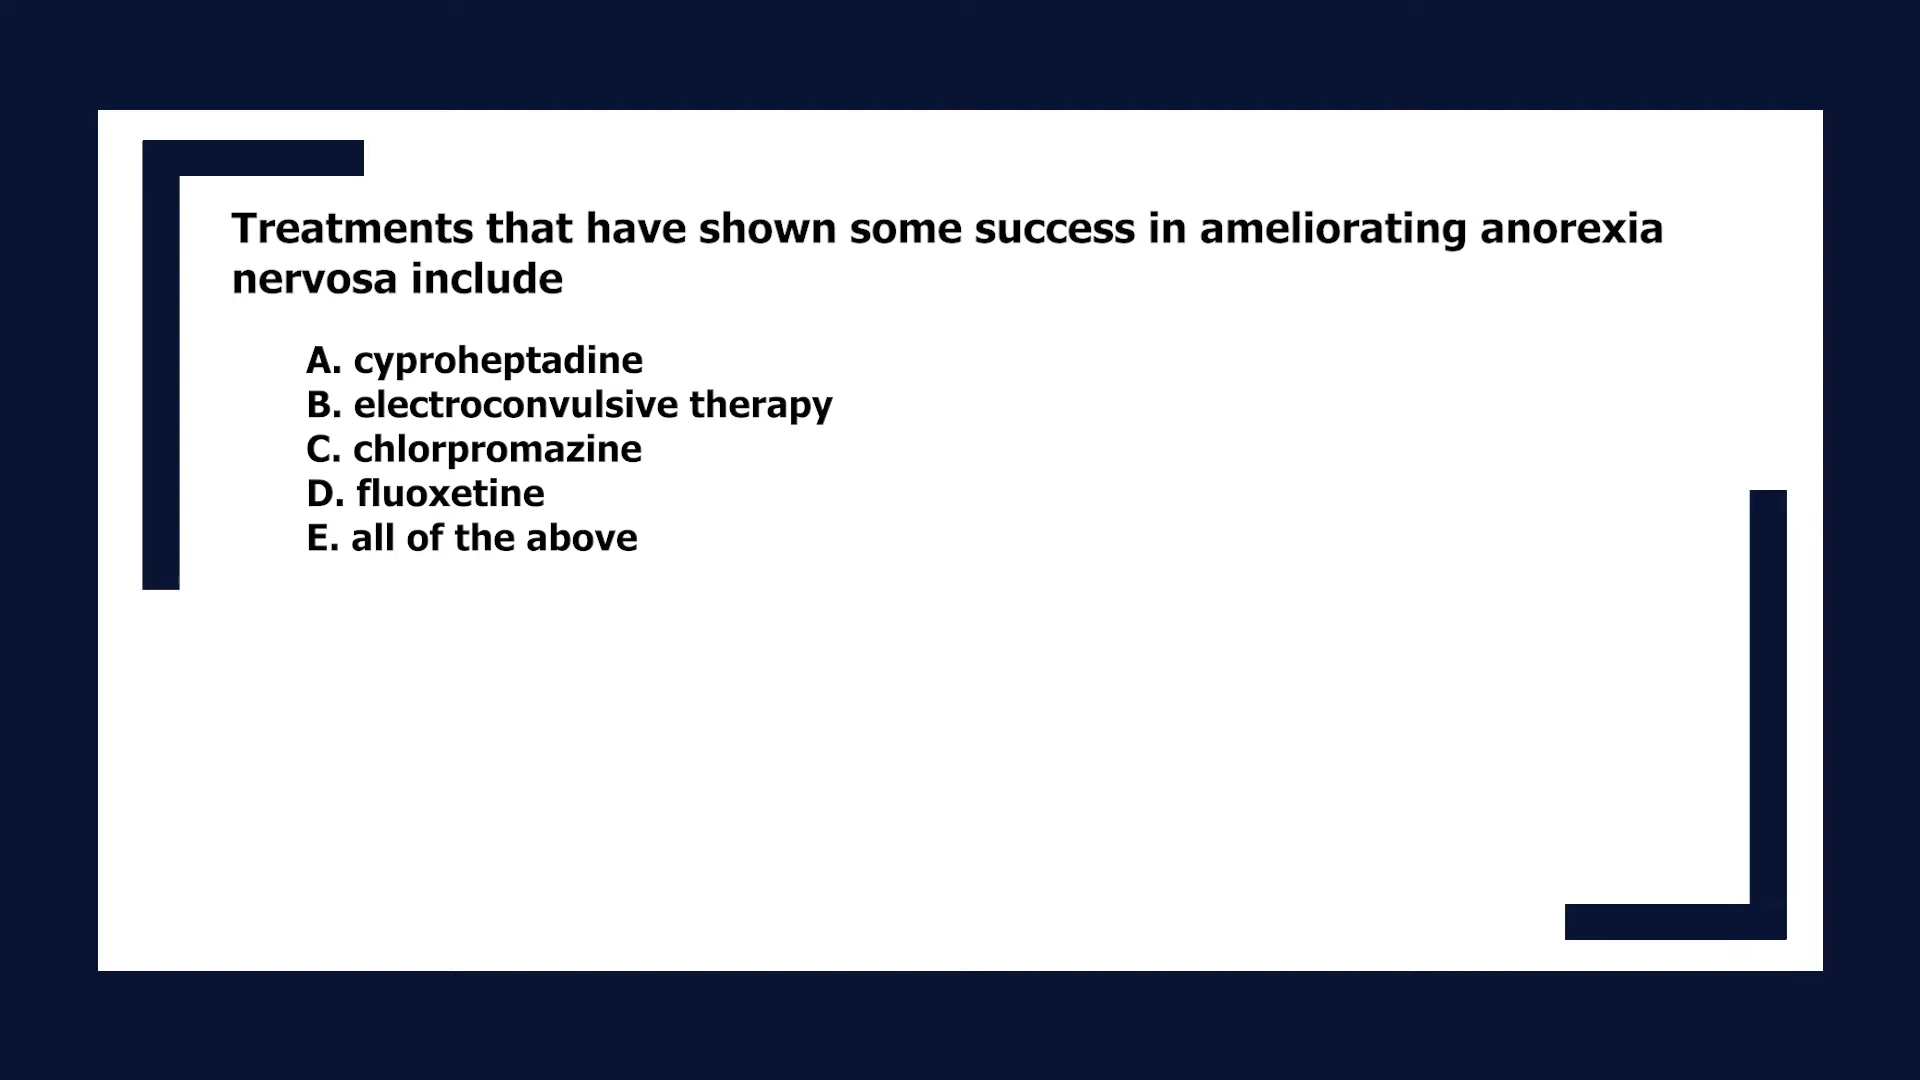 Treatments that have shown some success in ameliorating anorexia
nervosa include
A. cyproheptadine
B. electroconvulsive therapy
C. chlorpromazine
D. fluoxetine
E. all of the above